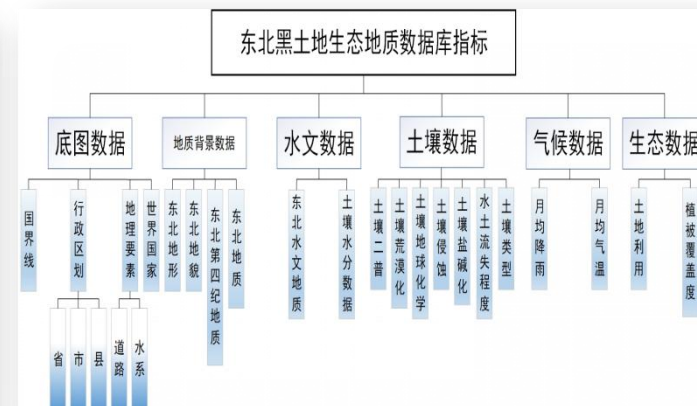 东北黑土地生态地质数据库指标
底图数据
地质背景数据
水文数据
土壤数据
气候数据
生态数据
国界线
行政区划
地理要素
世界国家
东北地形
东北地貌
东北第四纪地质
东北地质
东北水文地质
土壤水分数据
土壤二普
土壤荒漠化
土壤地球化学
土壤侵蚀
土壤盐碱化
水土流失程度
土壤类型
月均降雨
月均气温
土地利用
植被覆盖度
省
市
县
道路
水系